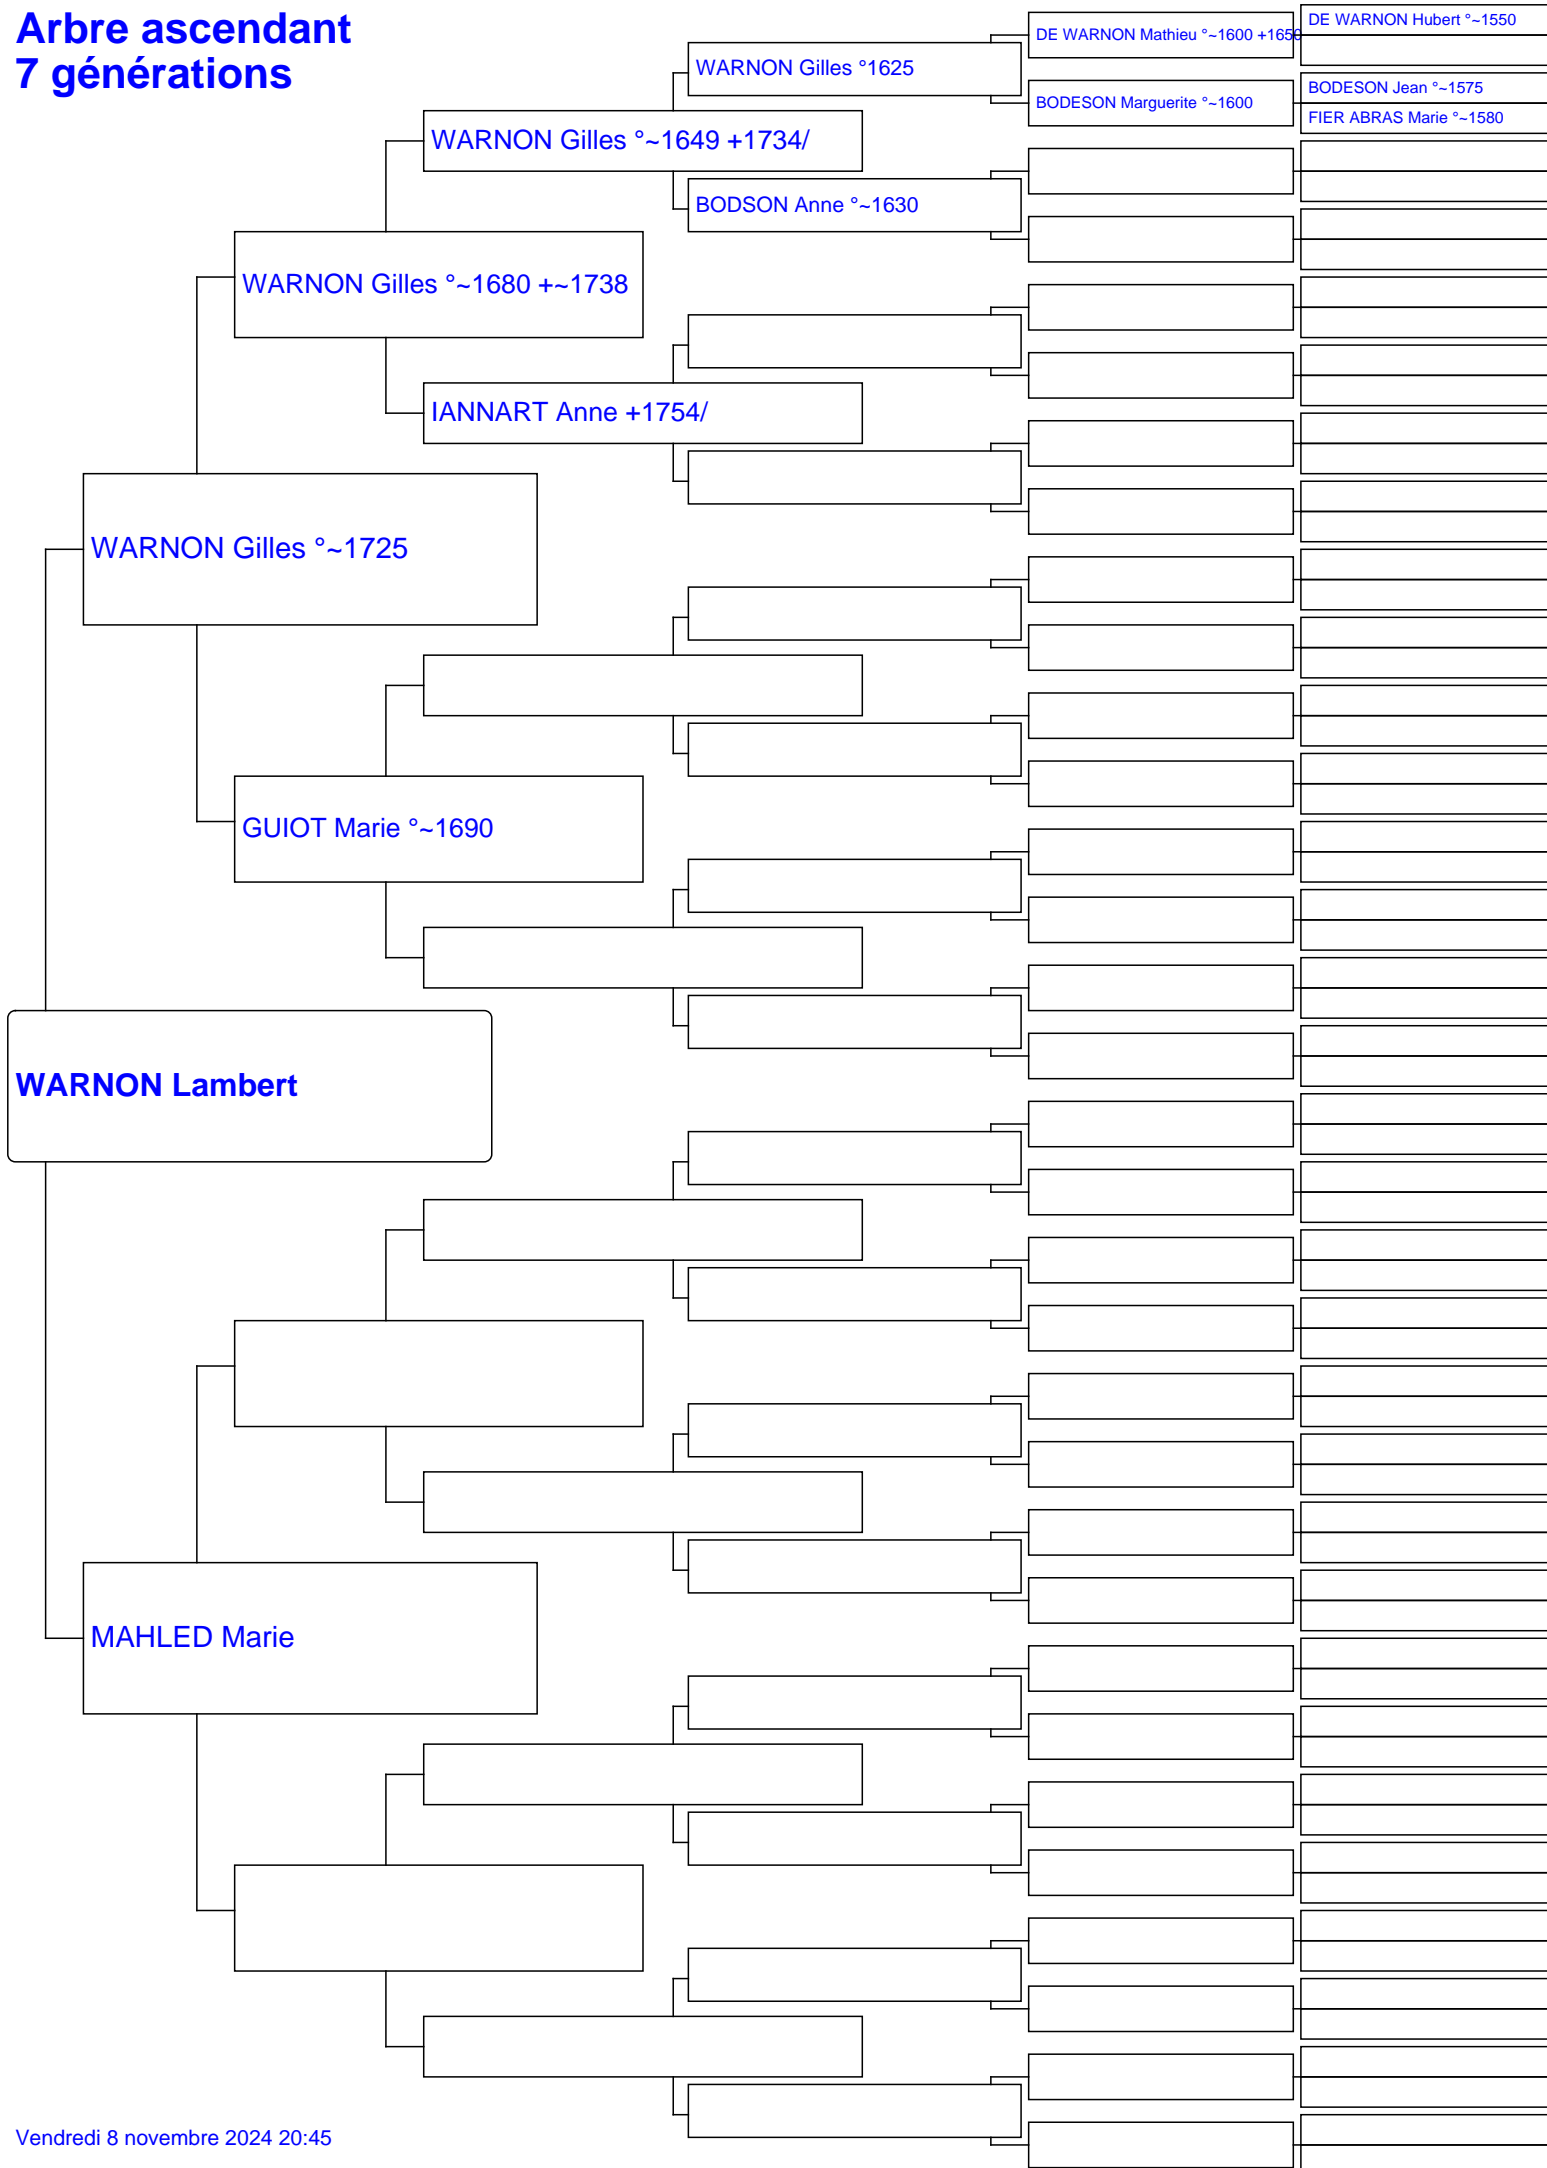 Arbre ascendant
7 générations
DE WARNON Hubert °~1550
DE WARNON Mathieu °~1600 +1650
WARNON Gilles °1625
BODESON Jean °~1575
BODESON Marguerite °~1600
FIER ABRAS Marie °~1580
WARNON Gilles °~1649 +1734/
BODSON Anne °~1630
WARNON Gilles °~1680 +~1738
IANNART Anne +1754/
WARNON Gilles °~1725
GUIOT Marie °~1690
WARNON Lambert
MAHLED Marie
Vendredi 8 novembre 2024 20:45